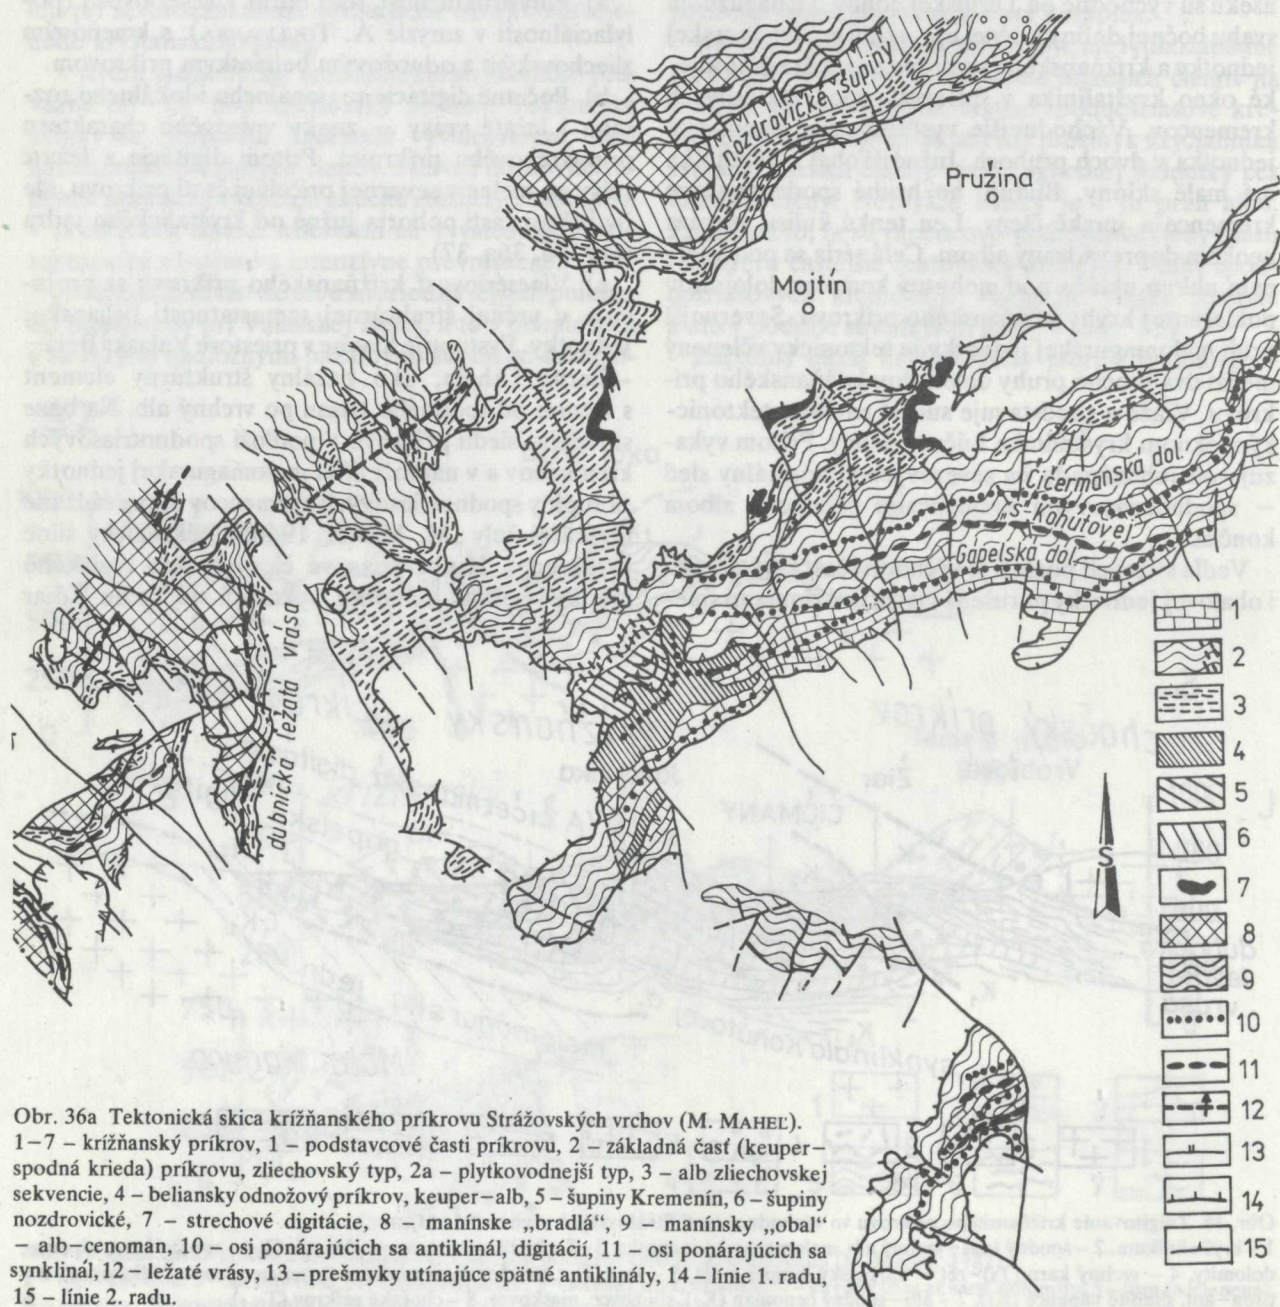 nozdrovické šupiny
Pružina
Mojtín
Čičermanská dol.
s. Kohutovej
Gápelská dol.
dubnická ležatá vrása
S
1
2
3
4
5
6
7
8
9
10
11
12
13
14
15
Obr. 36a Tektonická skica krížňanského príkrovu Strážovských vrchov (M. MAHEĽ).
1–7 – krížňanský príkrov, 1 – podstavcové časti príkrovu, 2 – základná časť (keuper–
spodná krieda) príkrovu, zliechovský typ, 2a – plytkovodnejší typ, 3 – alb zliechovskej
sekvencie, 4 – beliansky odnožový príkrov, keuper–alb, 5 – šupiny Kremenín, 6 – šupiny
nozdrovické, 7 – strechové digitácie, 8 – manínske „bradlá“, 9 – manínsky „obal“
– alb–cenoman, 10 – osi ponárajúcich sa antiklinál, digitácií, 11 – osi ponárajúcich sa
synklinál, 12 – ležaté vrásy, 13 – prešmyky utínajúce spätné antiklinály, 14 – línie 1. radu,
15 – línie 2. radu.